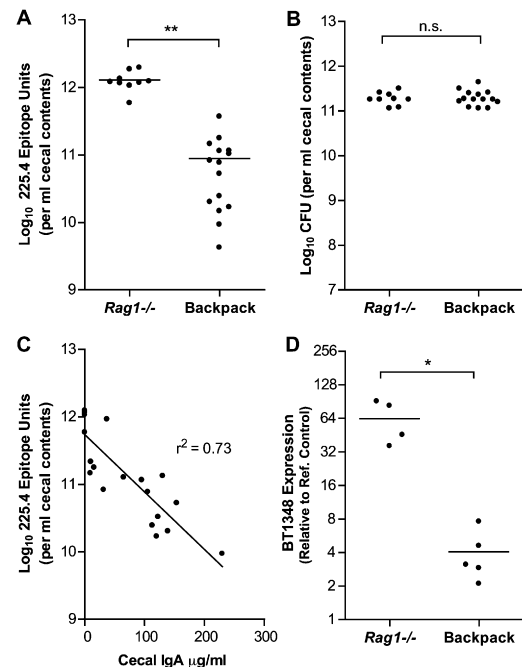 A
**
Log10 225.4 Epitope Units
(per ml cecal contents)
13
12
11
10
9
Rag1-/-
Backpack
B
n.s.
Log10 CFU (per ml cecal contents)
13
12
11
10
9
8
7
Rag1-/-
Backpack
C
Log10 225.4 Epitope Units
(per ml cecal contents)
13
12
11
10
9
r2 = 0.73
0
100
200
300
Cecal IgA μg/ml
D
*
BT1348 Expression
(Relative to Ref. Control)
256
128
64
32
16
8
4
2
1
Rag1-/-
Backpack